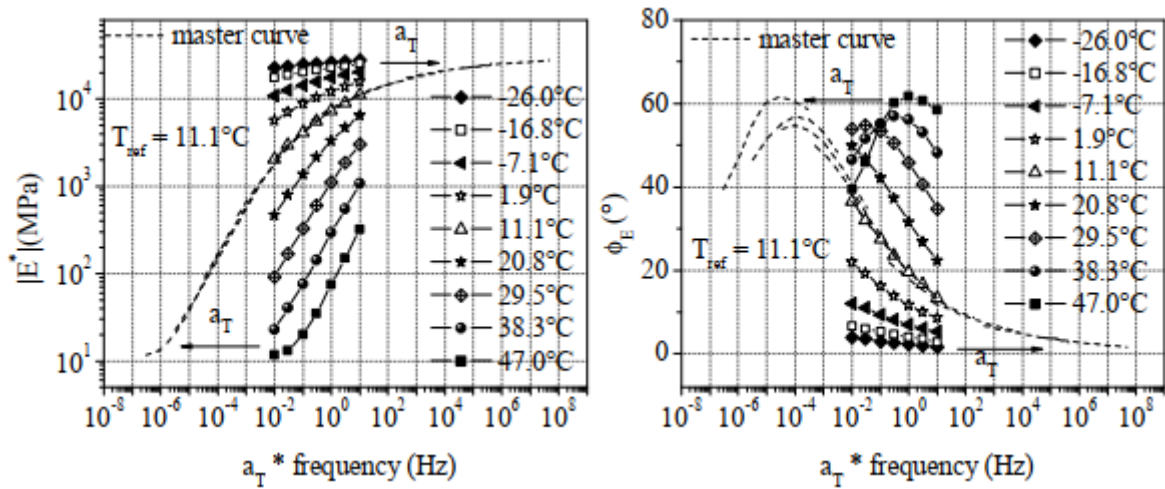 master curve
a_T
T_ref = 11.1°C
-26.0°C
-16.8°C
-7.1°C
1.9°C
11.1°C
20.8°C
29.5°C
38.3°C
47.0°C
a_T
|E*|(MPa)
10^4
10^3
10^2
10^1
10^-8 10^-6 10^-4 10^-2 10^0 10^2 10^4 10^6 10^8
a_T * frequency (Hz)
master curve
a_T
T_ref = 11.1°C
-26.0°C
-16.8°C
-7.1°C
1.9°C
11.1°C
20.8°C
29.5°C
38.3°C
47.0°C
a_T
ϕ_E (°)
80
60
40
20
0
10^-8 10^-6 10^-4 10^-2 10^0 10^2 10^4 10^6 10^8
a_T * frequency (Hz)